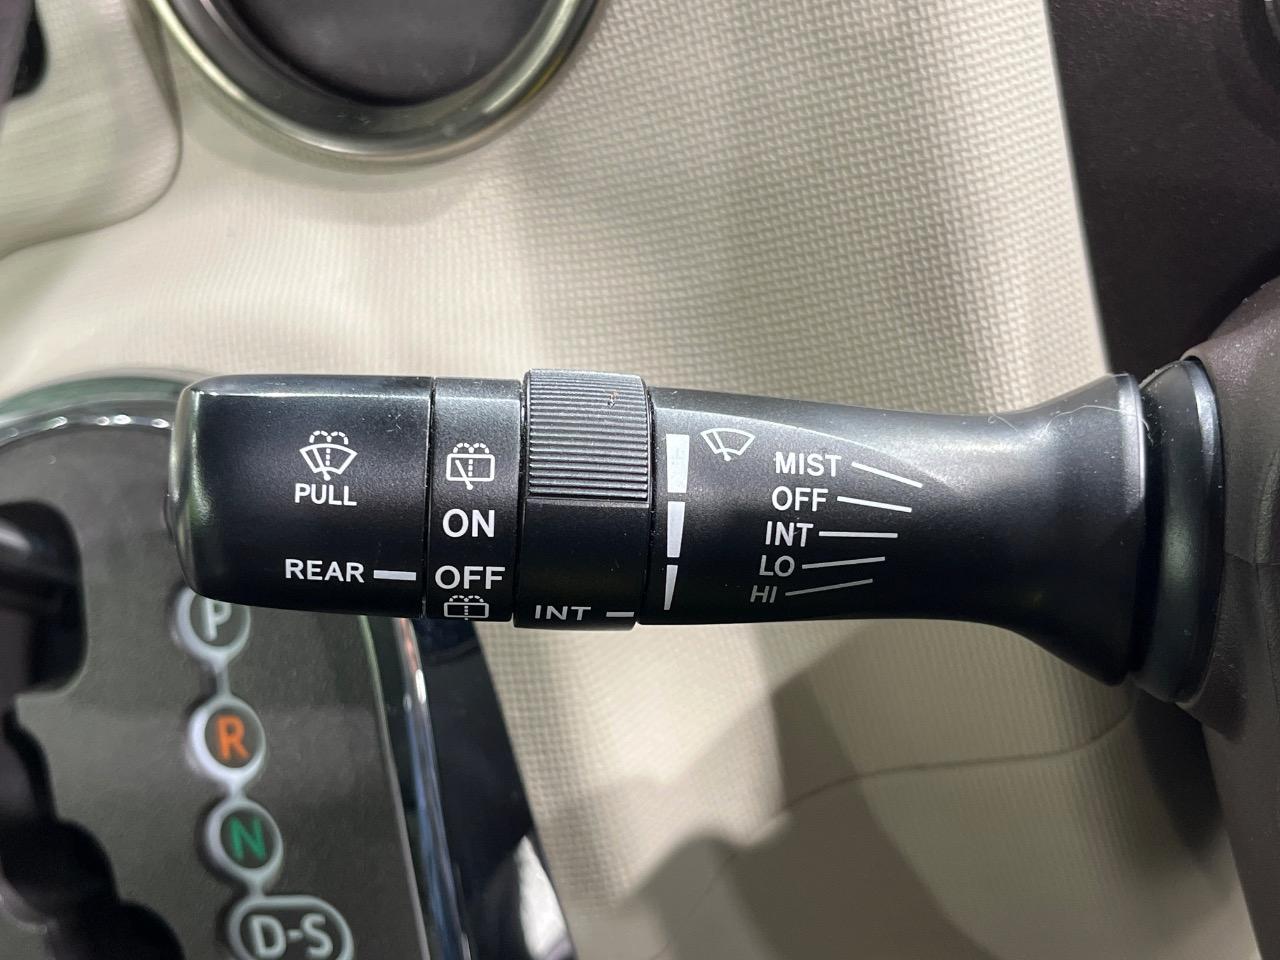 PULL
REAR
ON
OFF
INT
MIST
OFF
INT
LO
HI
P
R
N
D-S